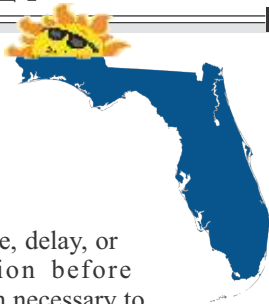 e, delay, or
ion before
necessary to